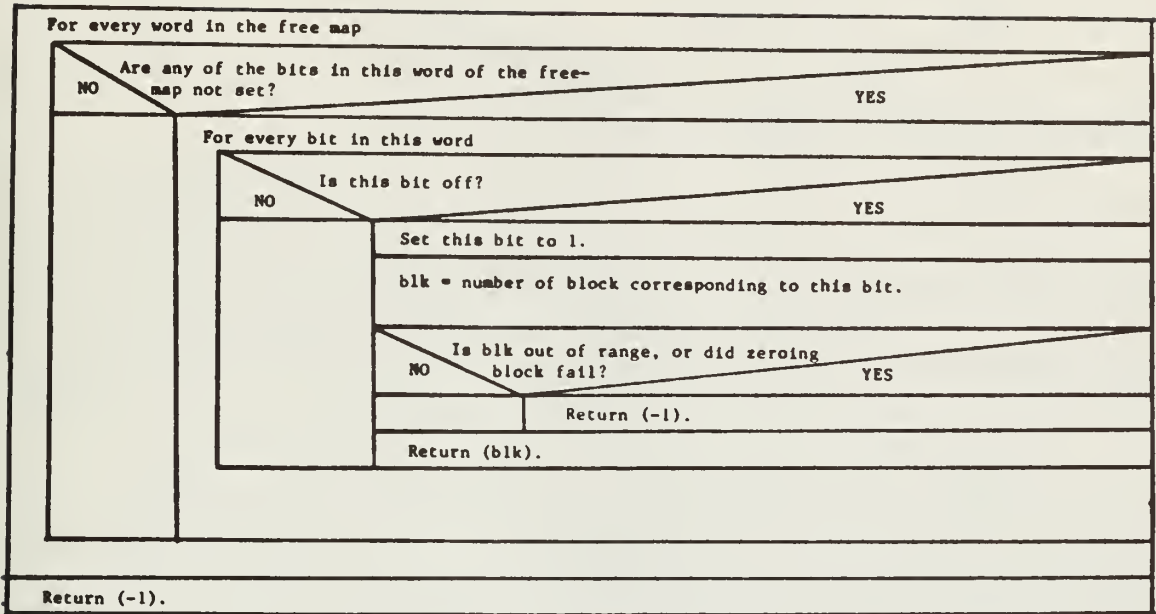 For every word in the free map
Are any of the bits in this word of the free-
map not set?
NO
YES
For every bit in this word
Is this bit off?
NO
YES
Set this bit to 1.
blk = number of block corresponding to this bit.
Is blk out of range, or did zeroing
block fail?
NO
YES
Return (-1).
Return (blk).
Return (-1).